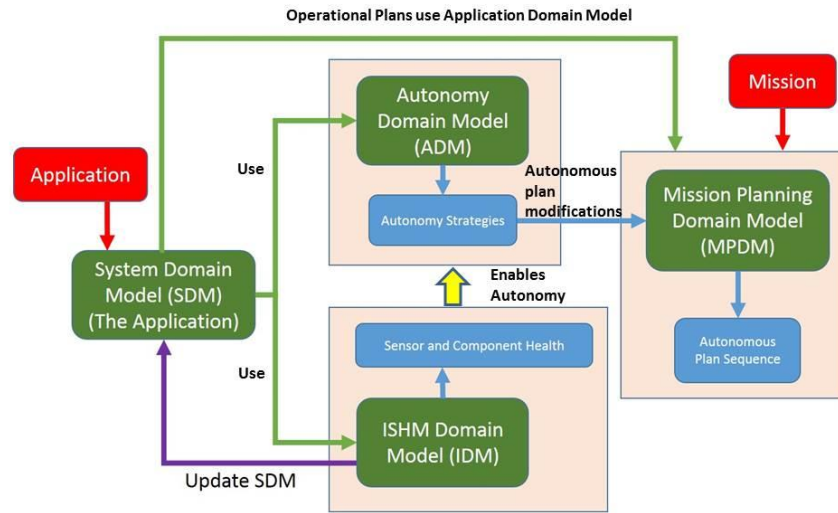 Operational Plans use Application Domain Model
Mission
Autonomy
Domain Model
(ADM)
Use
Application
Autonomous
plan
modifications
Mission Planning
Domain Model
(MPDM)
Autonomy Strategies
System Domain
Model (SDM)
(The Application)
Enables
Autonomy
Sensor and Component Health
Autonomous
Plan Sequence
Use
ISHM Domain
Model (IDM)
Update SDM